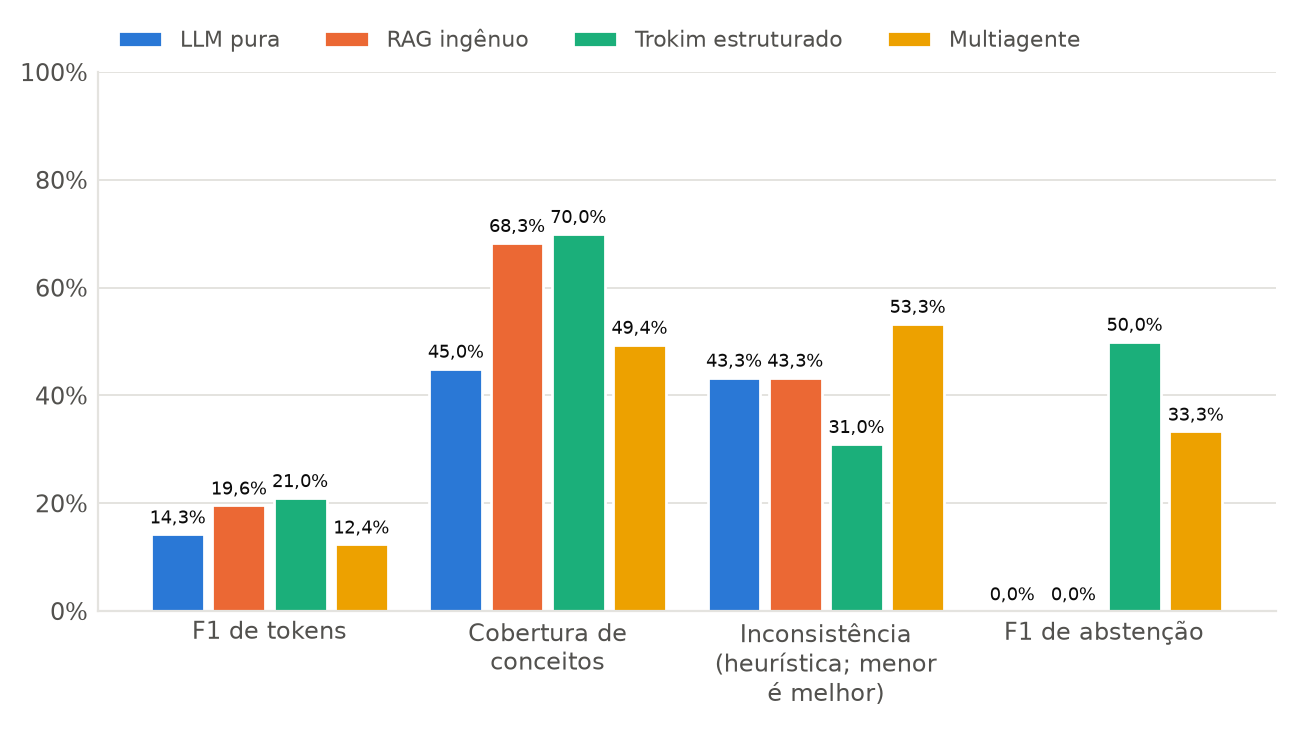 LLM pura RAG ingênuo Trokim estruturado Multiagente
100%
80%
60%
40%
20%
0%
14,3% 19,6% 21,0% 12,4%
45,0% 68,3% 70,0% 49,4%
43,3% 43,3% 31,0% 53,3%
0,0% 0,0% 50,0% 33,3%
F1 de tokens
Cobertura de
conceitos
Inconsistência
(heurística; menor
é melhor)
F1 de abstenção